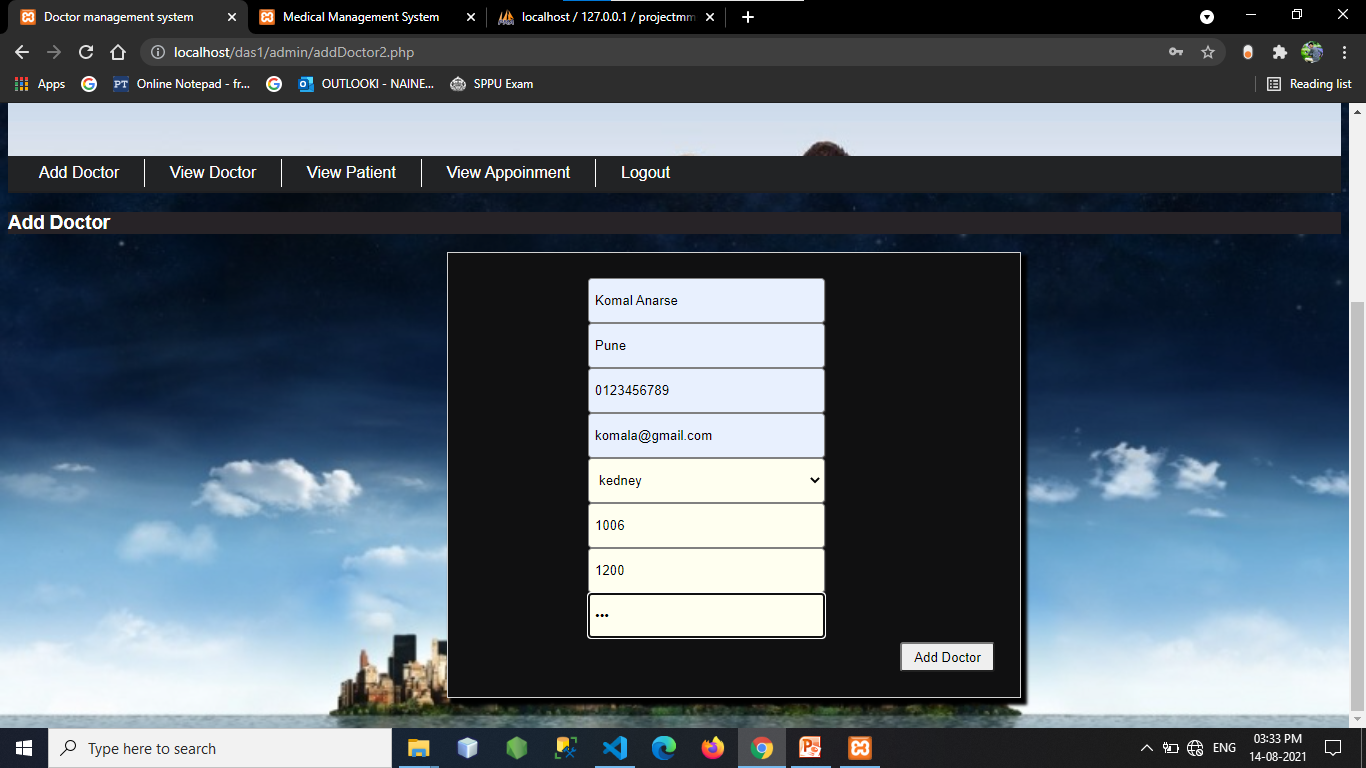 Doctor management system
Medical Management System
localhost / 127.0.0.1 / projectmm
localhost/das1/admin/addDoctor2.php
Apps
PT
Online Notepad - fr...
OUTLOOKI - NAINE...
SPPU Exam
Reading list
Add Doctor
View Doctor
View Patient
View Appoinment
Logout
Add Doctor
Komal Anarse
Pune
0123456789
komala@gmail.com
kedney
1006
1200
•••
Add Doctor
Type here to search
ENG
03:33 PM
14-08-2021